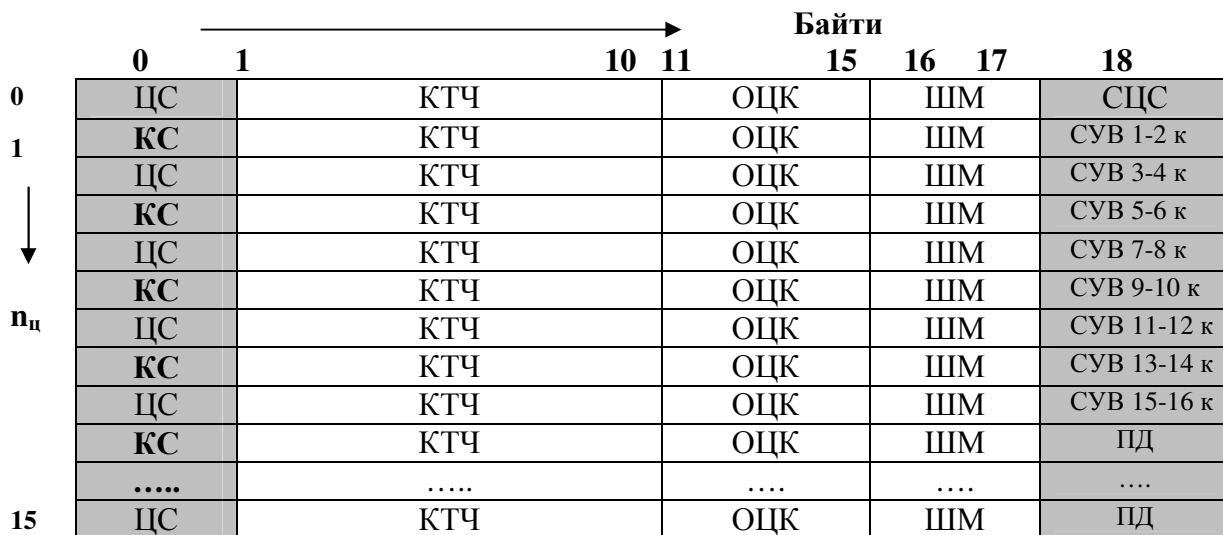 Байти
0 1 10 11 15 16 17 18
0 ЦС КТЧ ОЦК ШМ СЦС
1 КС КТЧ ОЦК ШМ СУВ 1-2 к
ЦС КТЧ ОЦК ШМ СУВ 3-4 к
КС КТЧ ОЦК ШМ СУВ 5-6 к
ЦС КТЧ ОЦК ШМ СУВ 7-8 к
КС КТЧ ОЦК ШМ СУВ 9-10 к
nц ЦС КТЧ ОЦК ШМ СУВ 11-12 к
КС КТЧ ОЦК ШМ СУВ 13-14 к
ЦС КТЧ ОЦК ШМ СУВ 15-16 к
КС КТЧ ОЦК ШМ ПД
..... ..... .... .... ....
15 ЦС КТЧ ОЦК ШМ ПД